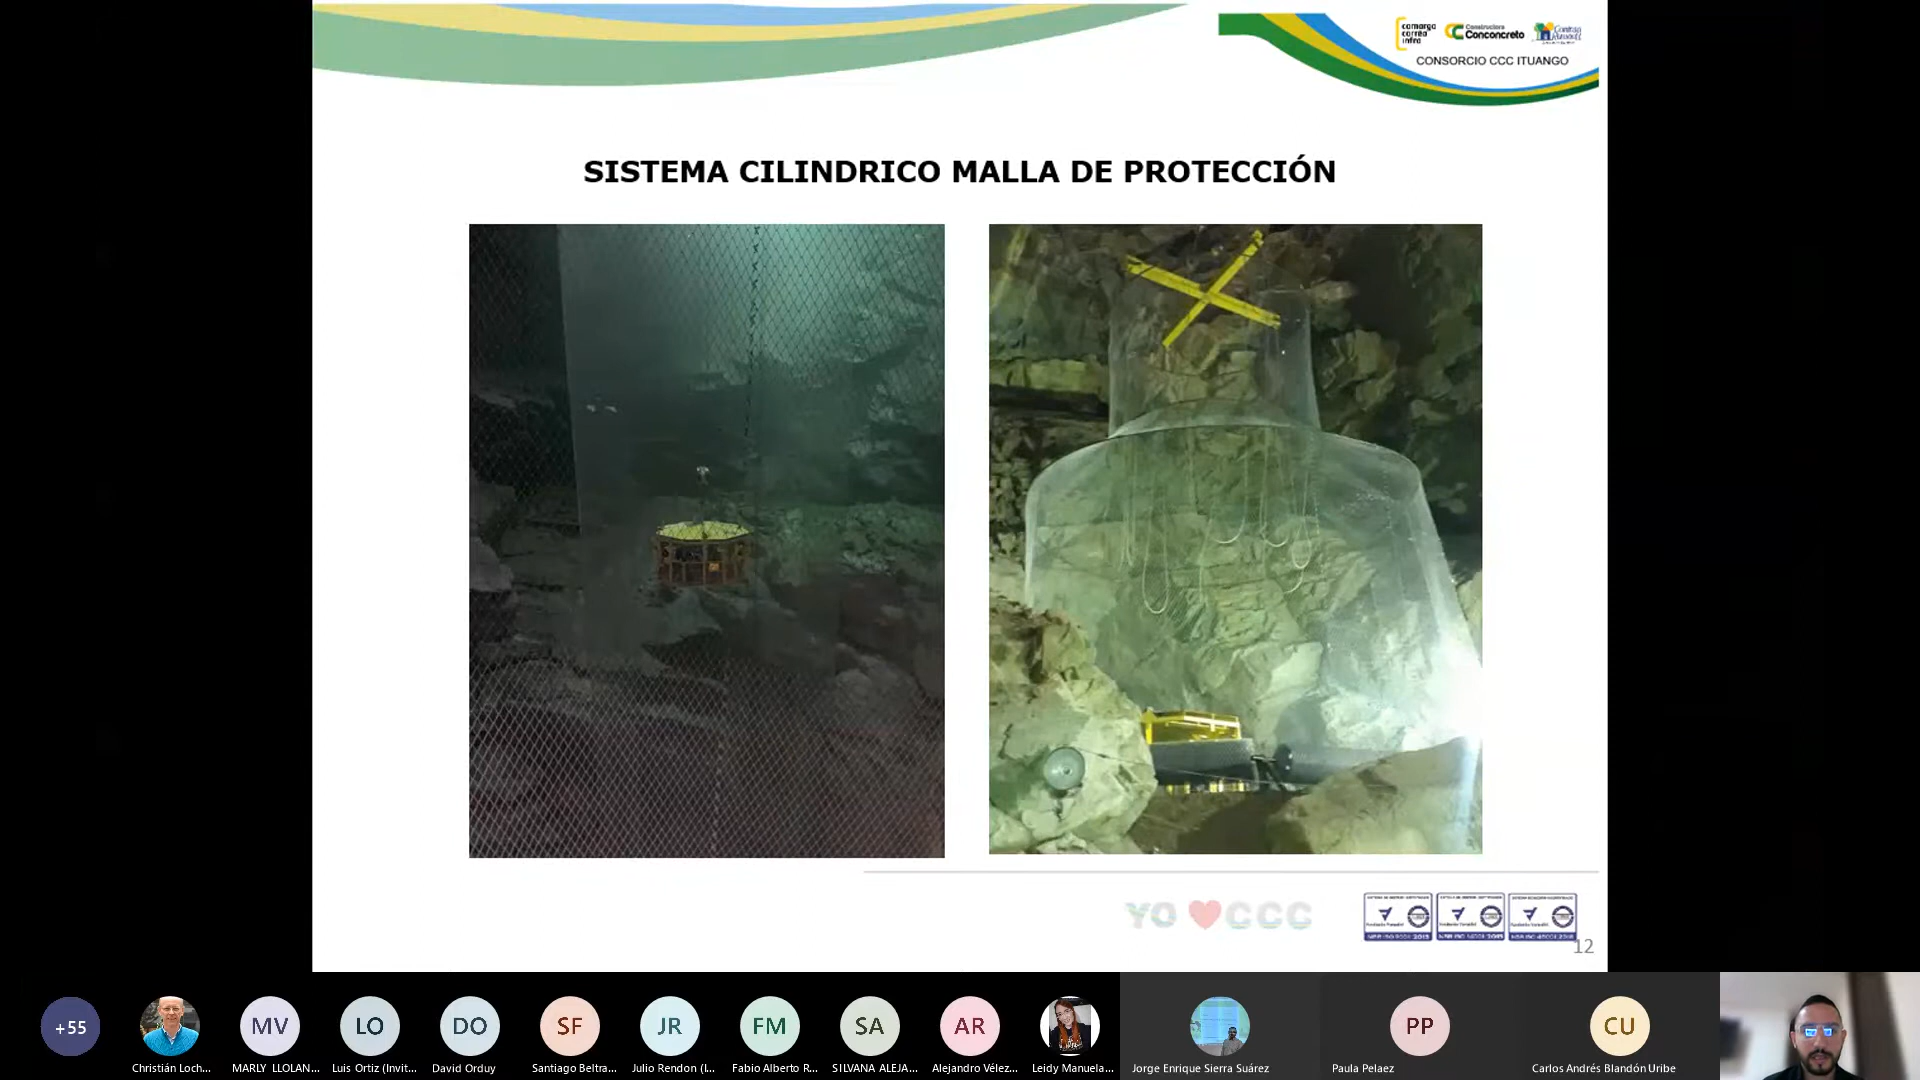 camargo
corrêa
infra
Constructora
Conconcreto
CONSORCIO CCC ITUANGO
SISTEMA CILINDRICO MALLA DE PROTECCIÓN
YO ❤️CCC
12
+55
MV
LO
DO
SF
JR
FM
SA
AR
PP
CU
Christián Loch...
MARLY LLOLAN...
Luis Ortiz (Invit...
David Orduy
Santiago Beltra...
Julio Rendon (I...
Fabio Alberto R...
SILVANA ALEJA...
Alejandro Vélez...
Leidy Manuela...
Jorge Enrique Sierra Suárez
Paula Pelaez
Carlos Andrés Blandón Uribe